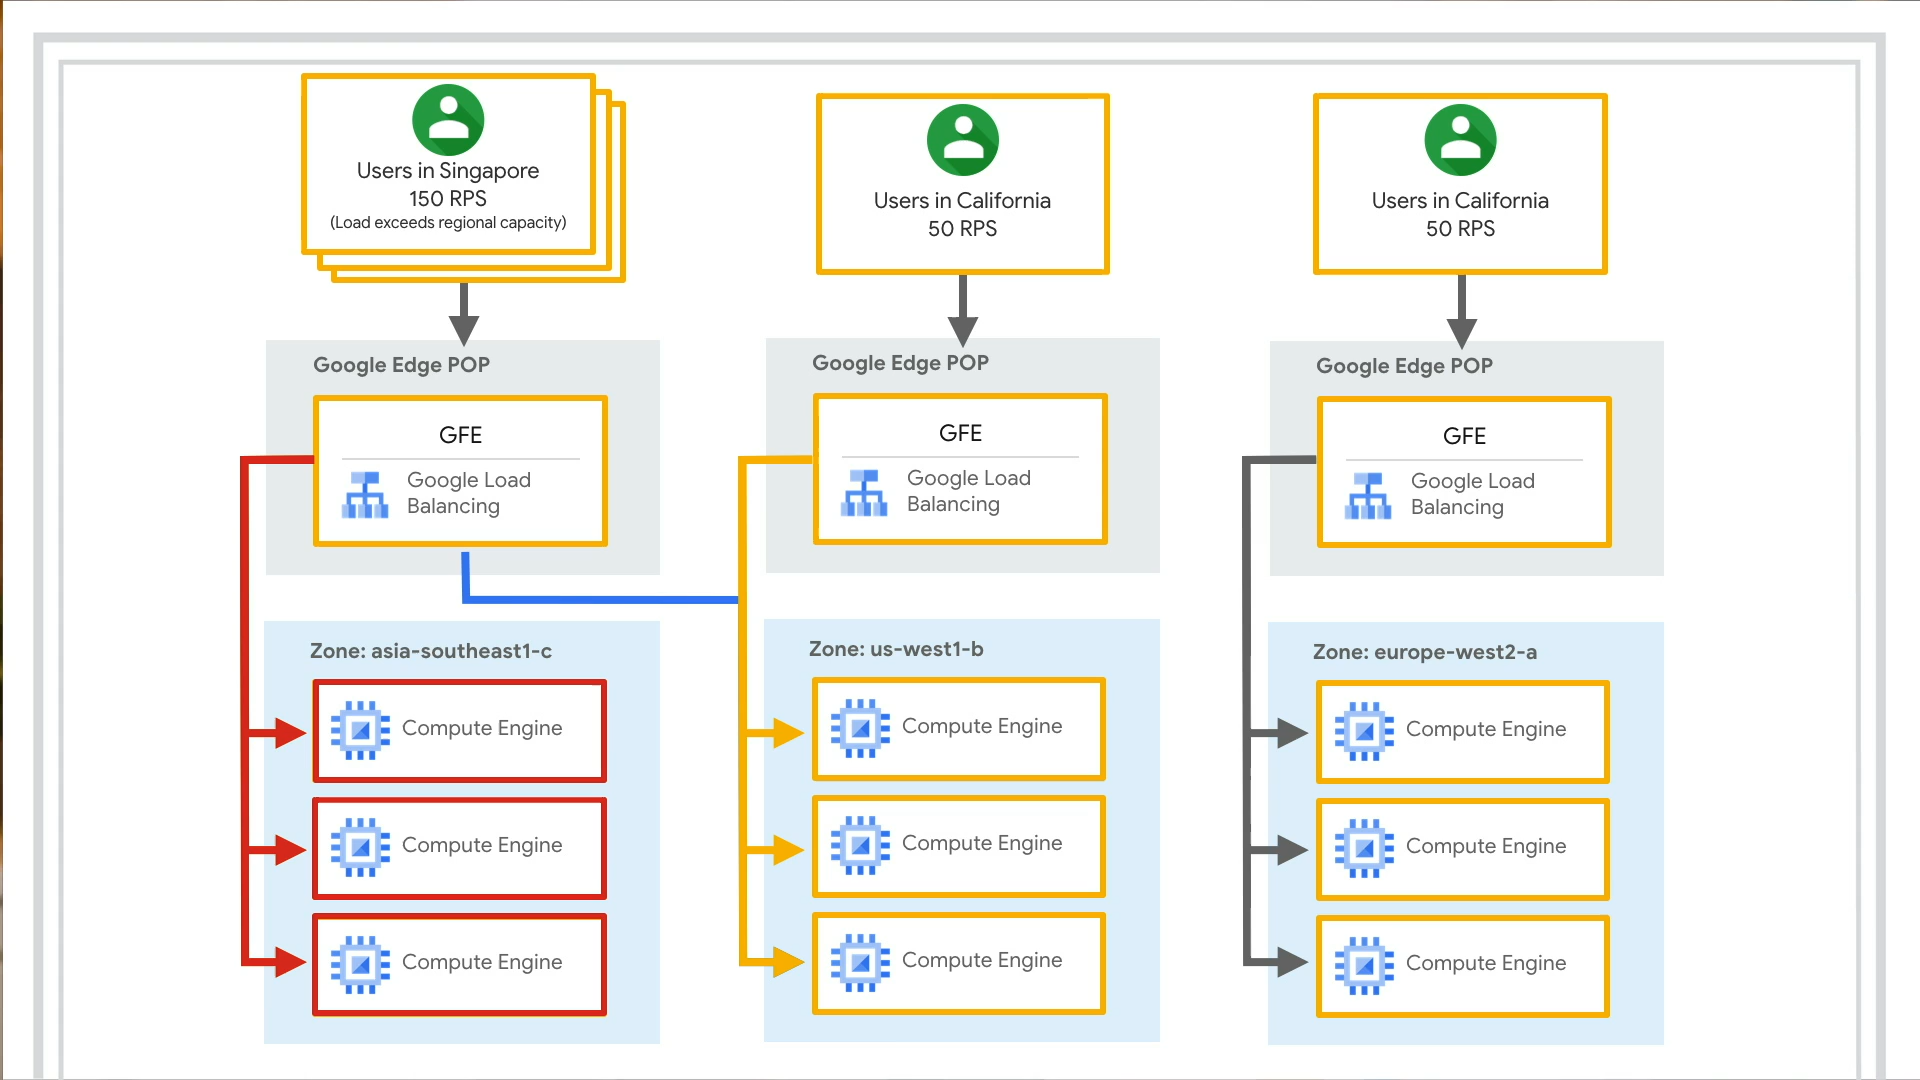 Users in Singapore
150 RPS
(Load exceeds regional capacity)
Users in California
50 RPS
Users in California
50 RPS
Google Edge POP
GFE
Google Load
Balancing
Google Edge POP
GFE
Google Load
Balancing
Google Edge POP
GFE
Google Load
Balancing
Zone: asia-southeast1-c
Compute Engine
Compute Engine
Compute Engine
Zone: us-west1-b
Compute Engine
Compute Engine
Compute Engine
Zone: europe-west2-a
Compute Engine
Compute Engine
Compute Engine